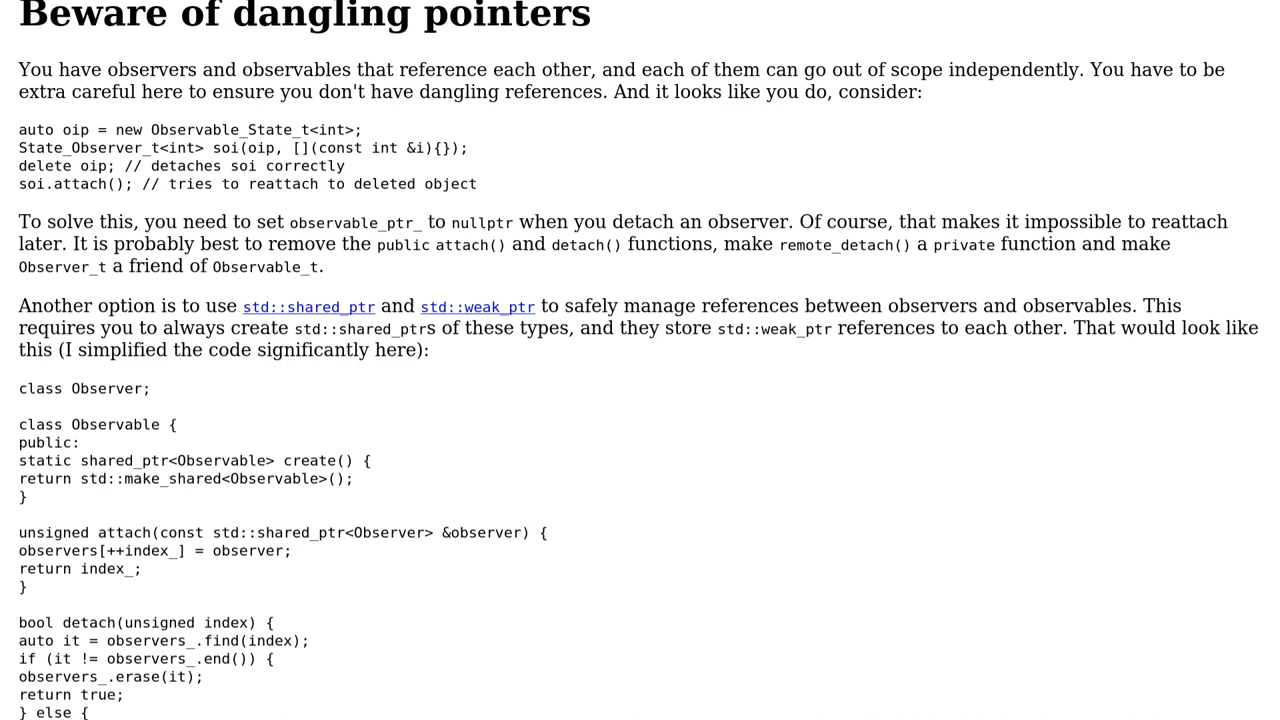 Beware of dangling pointers
You have observers and observables that reference each other, and each of them can go out of scope independently. You have to be
extra careful here to ensure you don't have dangling references. And it looks like you do, consider:
auto oip = new Observable_State_t<int>;
State_Observer_t<int> soi(oip, [](const int &i){});
delete oip; // detaches soi correctly
soi.attach(); // tries to reattach to deleted object
To solve this, you need to set observable_ptr_ to nullptr when you detach an observer. Of course, that makes it impossible to reattach
later. It is probably best to remove the public attach() and detach() functions, make remote_detach() a private function and make
Observer_t a friend of Observable_t.
Another option is to use std::shared_ptr and std::weak_ptr to safely manage references between observers and observables. This
requires you to always create std::shared_ptrs of these types, and they store std::weak_ptr references to each other. That would look like
this (I simplified the code significantly here):
class Observer;
class Observable {
public:
static shared_ptr<Observable> create() {
return std::make_shared<Observable>();
}
unsigned attach(const std::shared_ptr<Observer> &observer) {
observers[++index_] = observer;
return index_;
}
bool detach(unsigned index) {
auto it = observers_.find(index);
if (it != observers_.end()) {
observers_.erase(it);
return true;
} else {